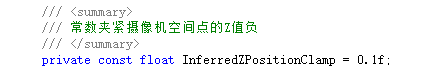 /// <summary>
/// 常数夹紧摄像机空间点的Z值负
/// </summary>
private const float InferredZPositionClamp = 0.1f;